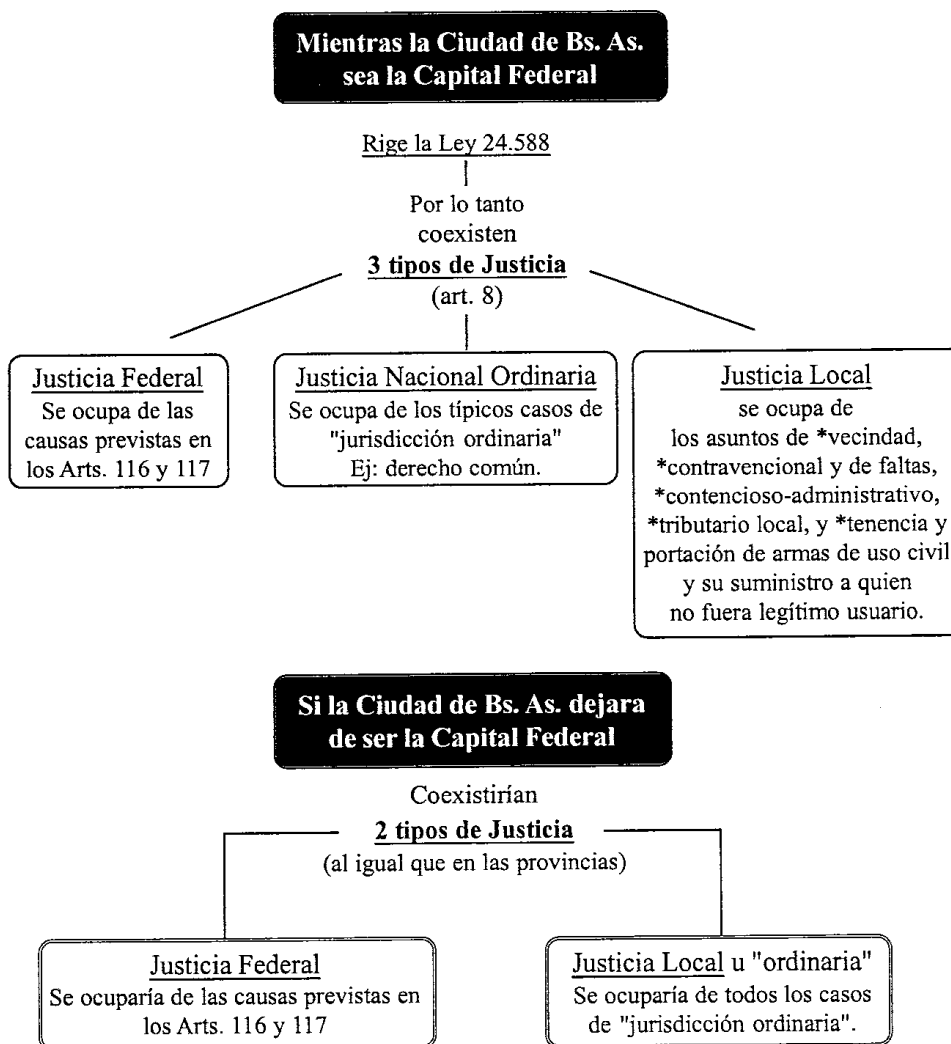 Mientras la Ciudad de Bs. As.
sea la Capital Federal
Rige la Ley 24.588
Por lo tanto
coexisten
3 tipos de Justicia
(art. 8)
Justicia Federal
Se ocupa de las
causas previstas en
los Arts. 116 y 117
Justicia Nacional Ordinaria
Se ocupa de los típicos casos de
"jurisdicción ordinaria"
Ej: derecho común.
Justicia Local
se ocupa de
los asuntos de *vecindad,
*contravencional y de faltas,
*contencioso-administrativo,
*tributario local, y *tenencia y
portación de armas de uso civil
y su suministro a quien
no fuera legítimo usuario.
Si la Ciudad de Bs. As. dejara
de ser la Capital Federal
Coexistirían
2 tipos de Justicia
(al igual que en las provincias)
Justicia Federal
Se ocuparía de las causas previstas en
los Arts. 116 y 117
Justicia Local u "ordinaria"
Se ocuparía de todos los casos
de "jurisdicción ordinaria".